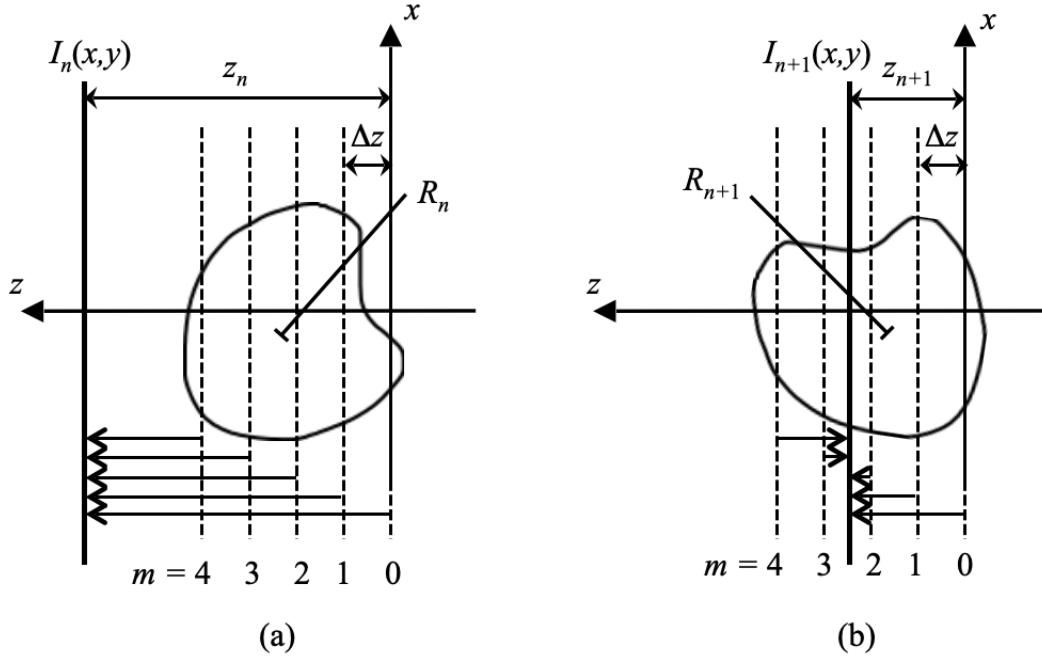 x
I_n(x,y)
z_n
Δz
R_n
z
m = 4 3 2 1 0
(a)
x
I_{n+1}(x,y)
z_{n+1}
Δz
R_{n+1}
z
m = 4 3 2 1 0
(b)